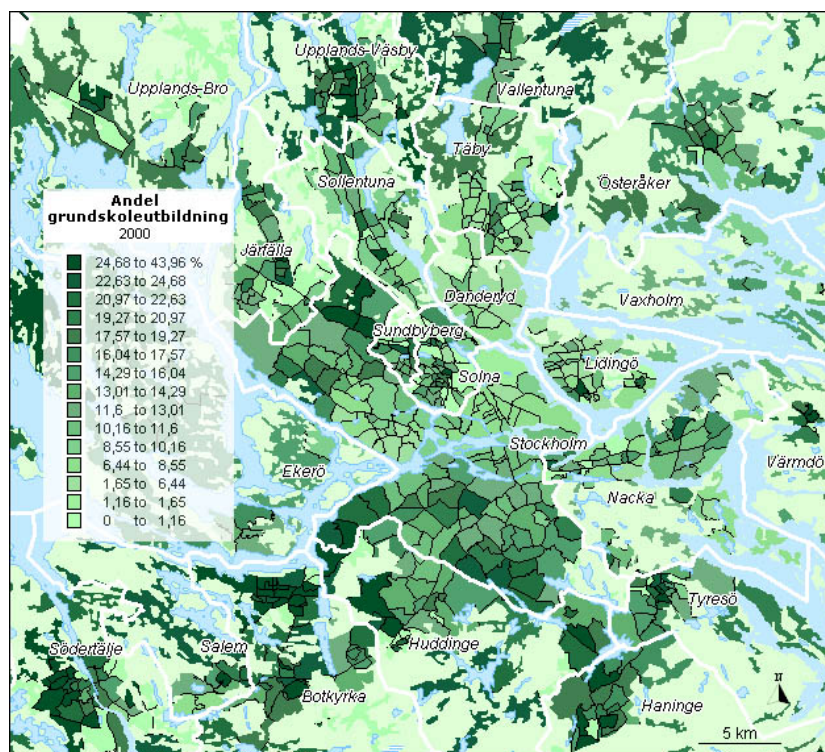 Upplands-Väsby
Upplands-Bro
Vallentuna
Täby
Sollentuna
Österåker
Andel
grundskoleutbildning
2000
24,68 to 43,96 %
22,63 to 24,68
20,97 to 22,63
19,27 to 20,97
17,57 to 19,27
16,04 to 17,57
14,29 to 16,04
13,01 to 14,29
11,6 to 13,01
10,16 to 11,6
8,55 to 10,16
6,44 to 8,55
1,65 to 6,44
1,16 to 1,65
0 to 1,16
Järfälla
Danderyd
Vaxholm
Sundbyberg
Solna
Lidingö
Stockholm
Ekerö
Värmdö
Nacka
Tyresö
Södertälje
Salem
Huddinge
Botkyrka
Haninge
N
5 km